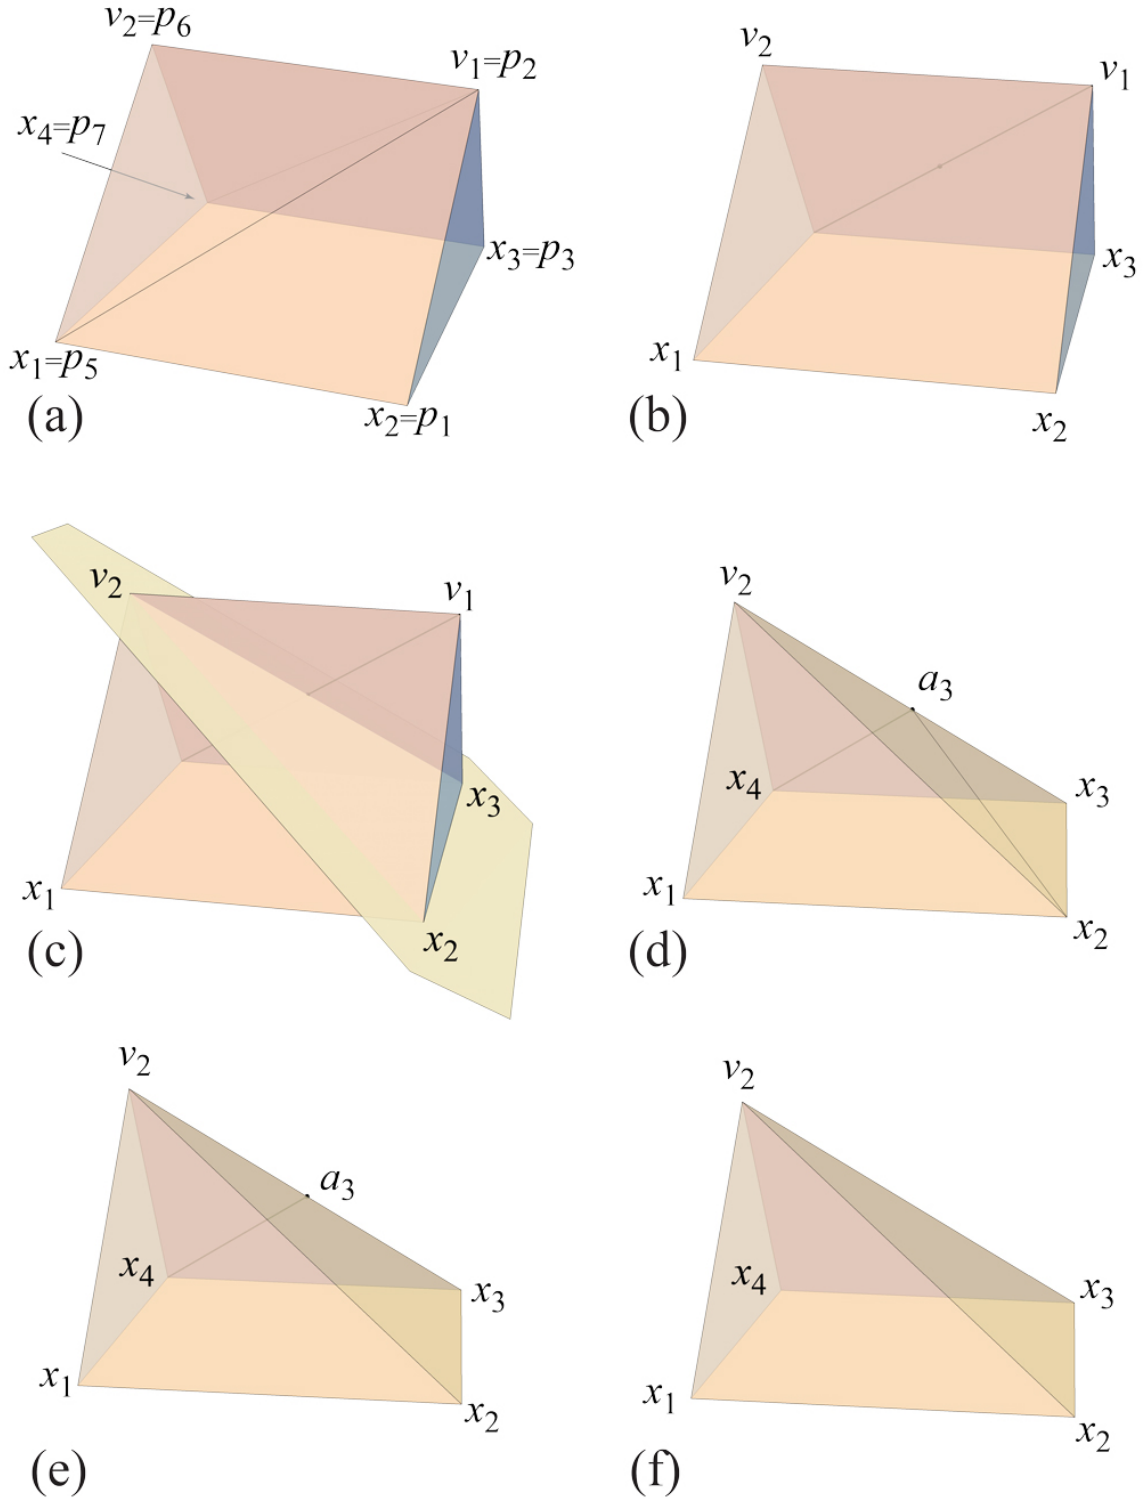 v2=p6
v1=p2
x4=p7
x3=p3
x1=p5
x2=p1
(a)
v2
v1
x3
x1
x2
(b)
v2
v1
x3
x1
x2
(c)
v2
a3
x4
x3
x1
x2
(d)
v2
a3
x4
x3
x1
x2
(e)
v2
x4
x3
x1
x2
(f)